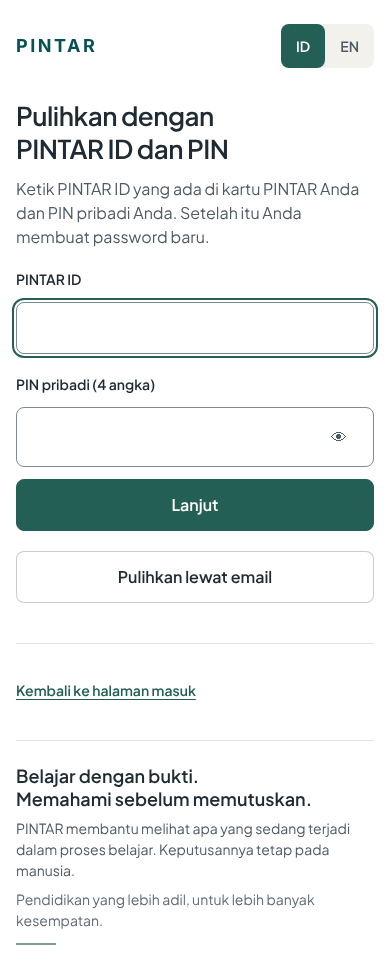 PINTAR
ID
EN
Pulihkan dengan
PINTAR ID dan PIN
Ketik PINTAR ID yang ada di kartu PINTAR Anda
dan PIN pribadi Anda. Setelah itu Anda
membuat password baru.
PINTAR ID
PIN pribadi (4 angka)
Lanjut
Pulihkan lewat email
Kembali ke halaman masuk
Belajar dengan bukti.
Memahami sebelum memutuskan.
PINTAR membantu melihat apa yang sedang terjadi
dalam proses belajar. Keputusannya tetap pada
manusia.
Pendidikan yang lebih adil, untuk lebih banyak
kesempatan.